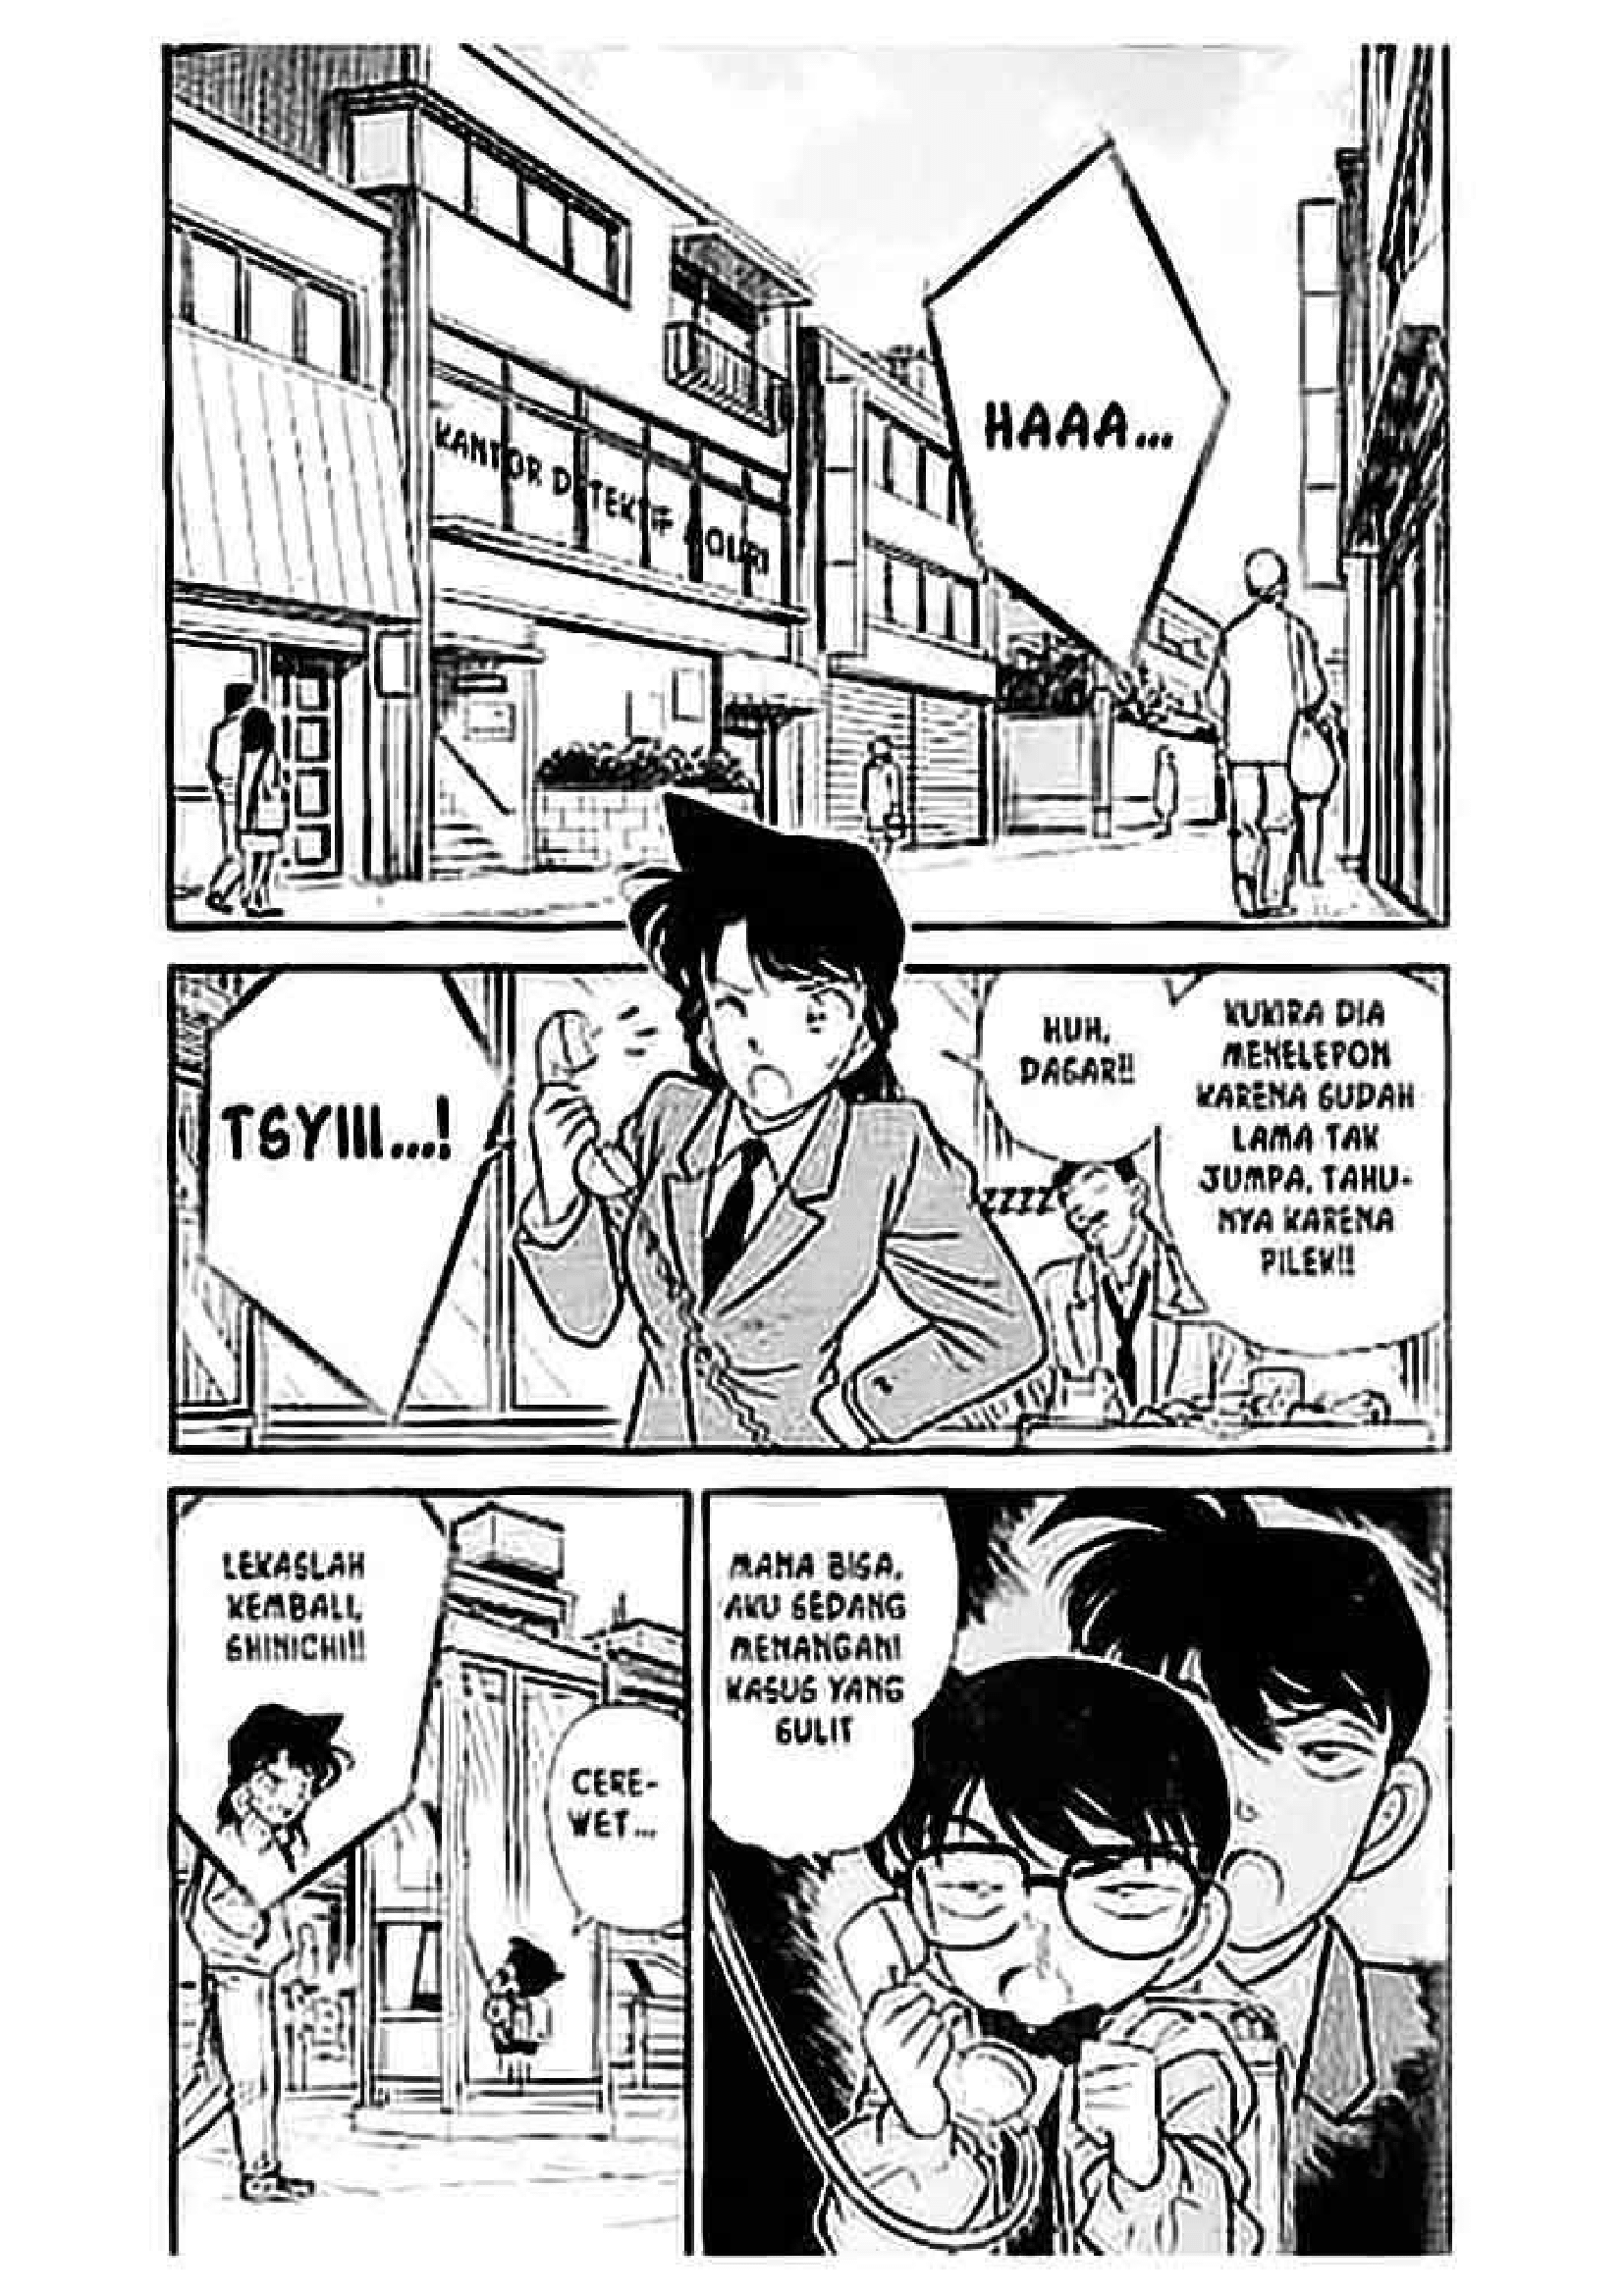 HAAA...
KANTOR DETEKTIF MOURI
TSYIII...!
HUH,
DASAR!!
KUKIRA DIA
MENELEPON
KARENA SUDAH
LAMA TAK
JUMPA, TAHU-
NYA KARENA
PILEK!!
ZZZZ
LEKASLAH
KEMBALI,
SHINICHI!!
CERE-
WET...
MANA BISA,
AKU SEDANG
MENANGANI
KASUS YANG
SULIT